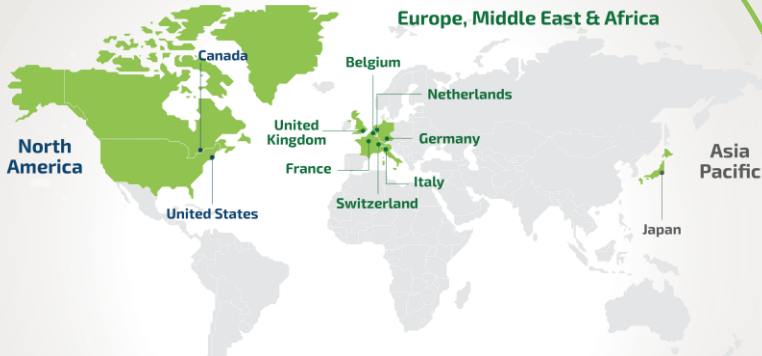 Europe, Middle East & Africa
Canada
Belgium
Netherlands
United
Kingdom
Germany
North
America
France
Italy
Asia
Pacific
Switzerland
United States
Japan